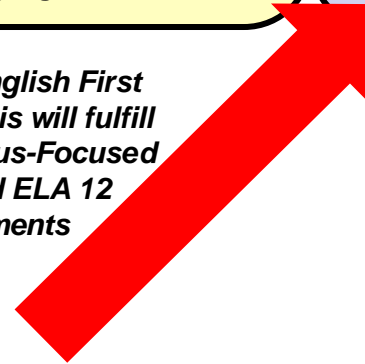 nglish First
is will fulfill
us-Focused
ELA 12
ments